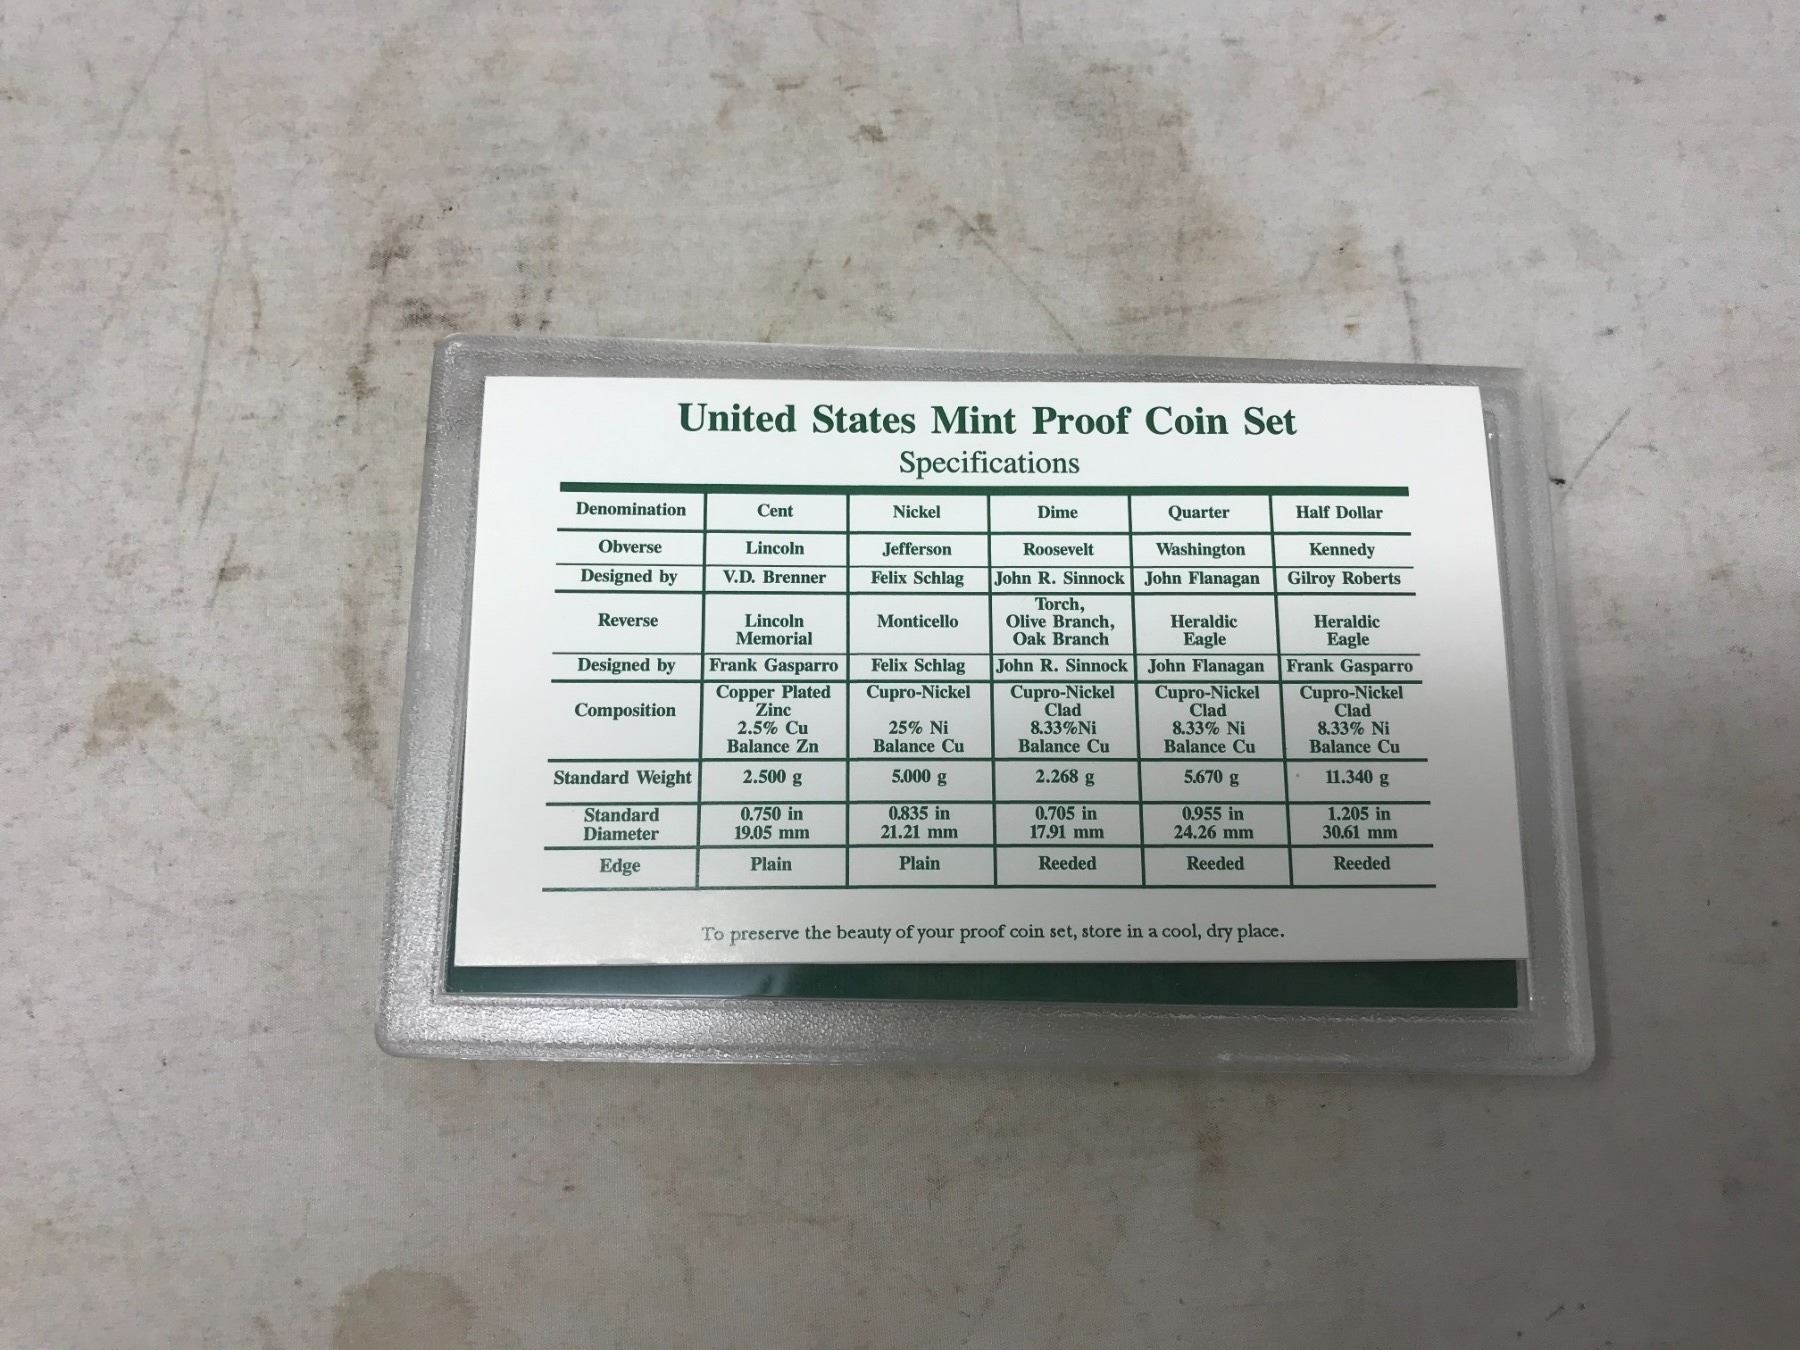 United States Mint Proof Coin Set
Specifications
Denomination Cent Nickel Dime Quarter Half Dollar
Obverse Lincoln Jefferson Roosevelt Washington Kennedy
Designed by V.D. Brenner Felix Schlag John R. Sinnock John Flanagan Gilroy Roberts
Torch,
Reverse Lincoln Monticello Olive Branch, Heraldic Heraldic
Memorial Oak Branch Eagle Eagle
Designed by Frank Gasparro Felix Schlag John R. Sinnock John Flanagan Frank Gasparro
Copper Plated Cupro-Nickel Cupro-Nickel Cupro-Nickel Cupro-Nickel
Composition Zinc Clad Clad Clad
2.5% Cu 25% Ni 8.33%Ni 8.33% Ni 8.33% Ni
Balance Zn Balance Cu Balance Cu Balance Cu Balance Cu
Standard Weight 2.500 g 5.000 g 2.268 g 5.670 g 11.340 g
Standard 0.750 in 0.835 in 0.705 in 0.955 in 1.205 in
Diameter 19.05 mm 21.21 mm 17.91 mm 24.26 mm 30.61 mm
Edge Plain Plain Reeded Reeded Reeded
To preserve the beauty of your proof coin set, store in a cool, dry place.